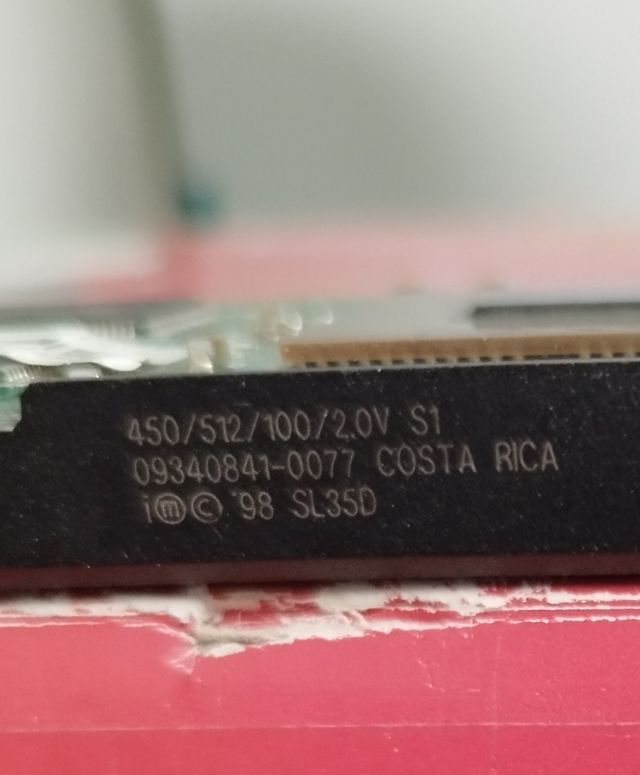 450/512/100/2.0V S1
09340841-0077 COSTA RICA
i ⓜ © '98 SL35D